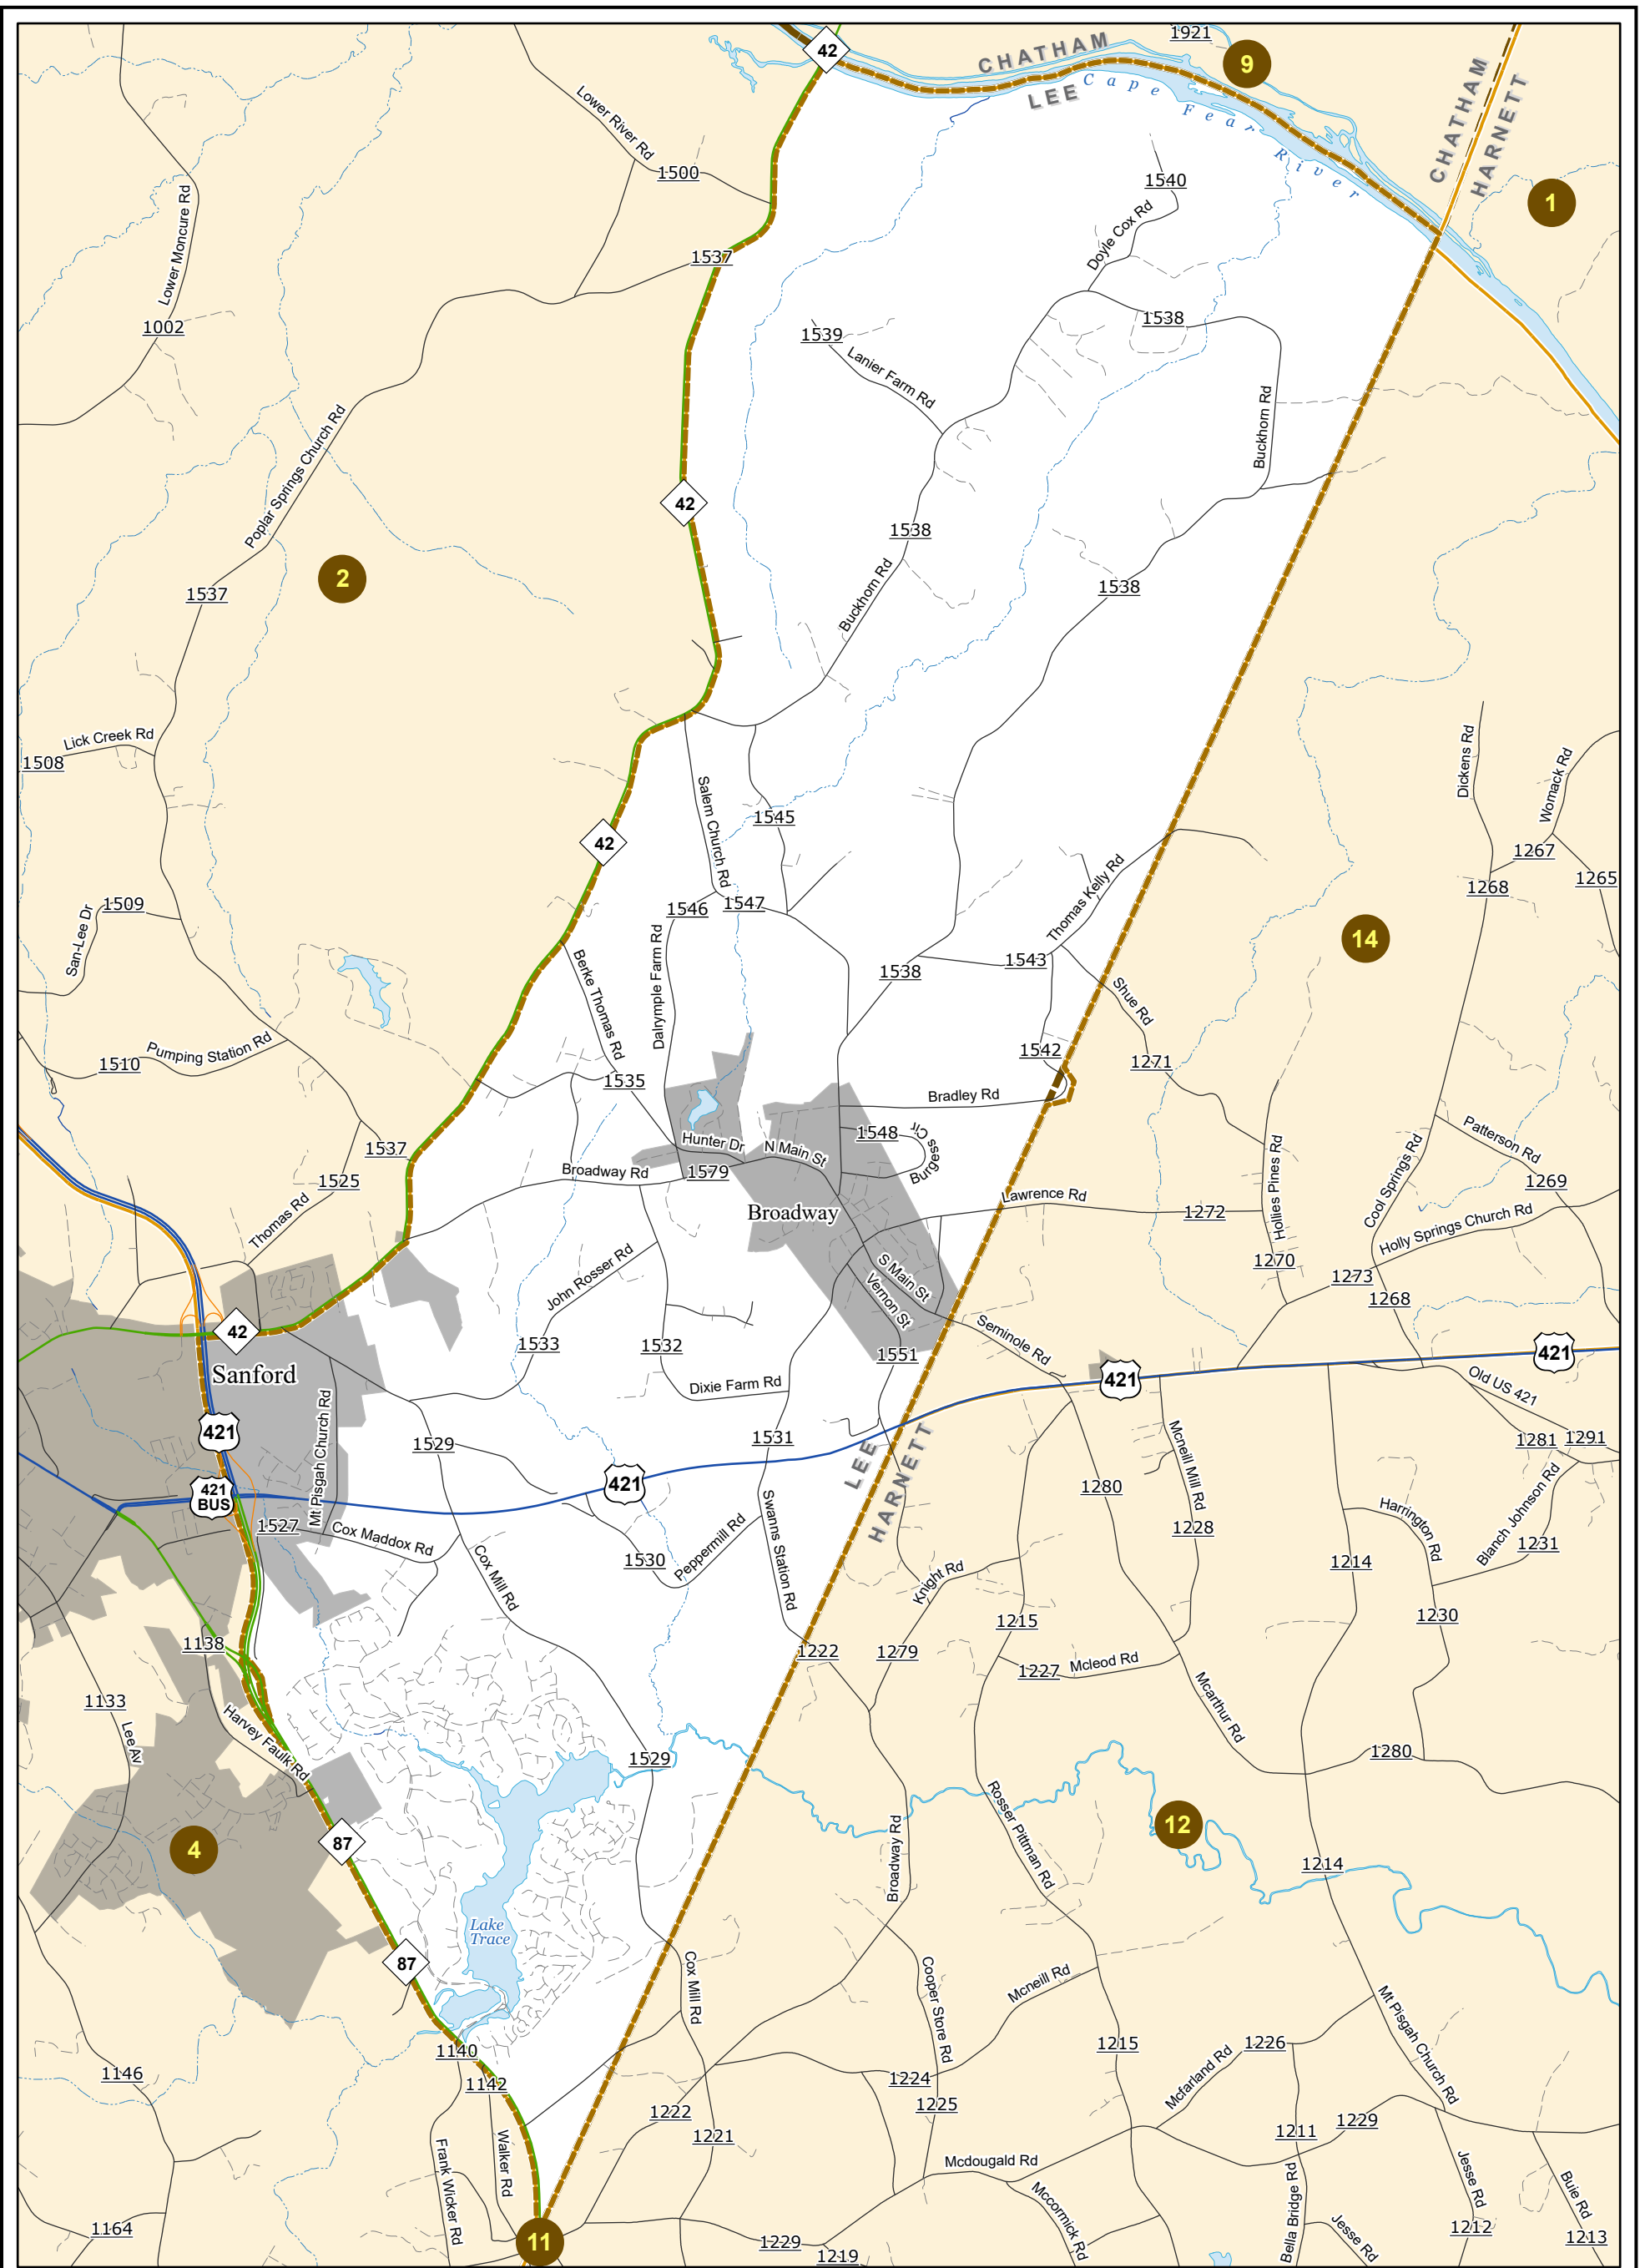 42
CHATHAM
LEE
Cape Fear River
1921
9
CHATHAM
HARNETT
1
Lower River Rd
1500
1540
Doyle Cox Rd
Lower Moncure Rd
1002
1537
1539
Lanier Farm Rd
1538
Buckhorn Rd
Poplar Springs Church Rd
42
1538
Buckhorn Rd
2
1537
1538
Lick Creek Rd
1508
Dickens Rd
Womack Rd
Salem Church Rd
1545
42
1267
1265
1268
Thomas Kelly Rd
1509
San-Lee Dr
1546
1547
14
Dalrymple Farm Rd
Berke Thomas Rd
1538
1543
Shue Rd
1510
Pumping Station Rd
1535
1542
1271
Bradley Rd
1548
Burgess Cir
Hunter Dr
N Main St
Broadway Rd
1579
1537
1525
Thomas Rd
Broadway
Lawrence Rd
1272
Hollies Pines Rd
Cool Springs Rd
Patterson Rd
1269
Holly Springs Church Rd
1270
1273
1268
John Rosser Rd
S Main St
Vernon St
Seminole Rd
42
Sanford
1533
1532
1551
Dixie Farm Rd
421
421
Old US 421
421
Mt Pisgah Church Rd
1529
1531
LEE
HARNETT
421
421
BUS
1527
Cox Maddox Rd
Cox Mill Rd
1530
Peppermill Rd
Swanns Station Rd
Mcneill Mill Rd
1280
1228
1281
1291
Harrington Rd
Blanch Johnson Rd
1231
1214
1230
Knight Rd
1215
1222
1279
1227
Mcleod Rd
1138
1133
Lee Av
Harvey Faulk Rd
Mcarthur Rd
1280
1529
Rosser Pittman Rd
Broadway Rd
12
4
87
1214
Lake
Trace
87
Cox Mill Rd
Cooper Store Rd
Mcneill Rd
Mt Pisgah Church Rd
1140
1142
1146
1215
1226
Mcfarland Rd
1224
1225
1222
1221
1229
1211
Frank Wicker Rd
Walker Rd
Mcdougald Rd
Mccormick Rd
Bella Bridge Rd
Jesse Rd
Jesse Rd
Buie Rd
1164
11
1229
1219
1212
1213